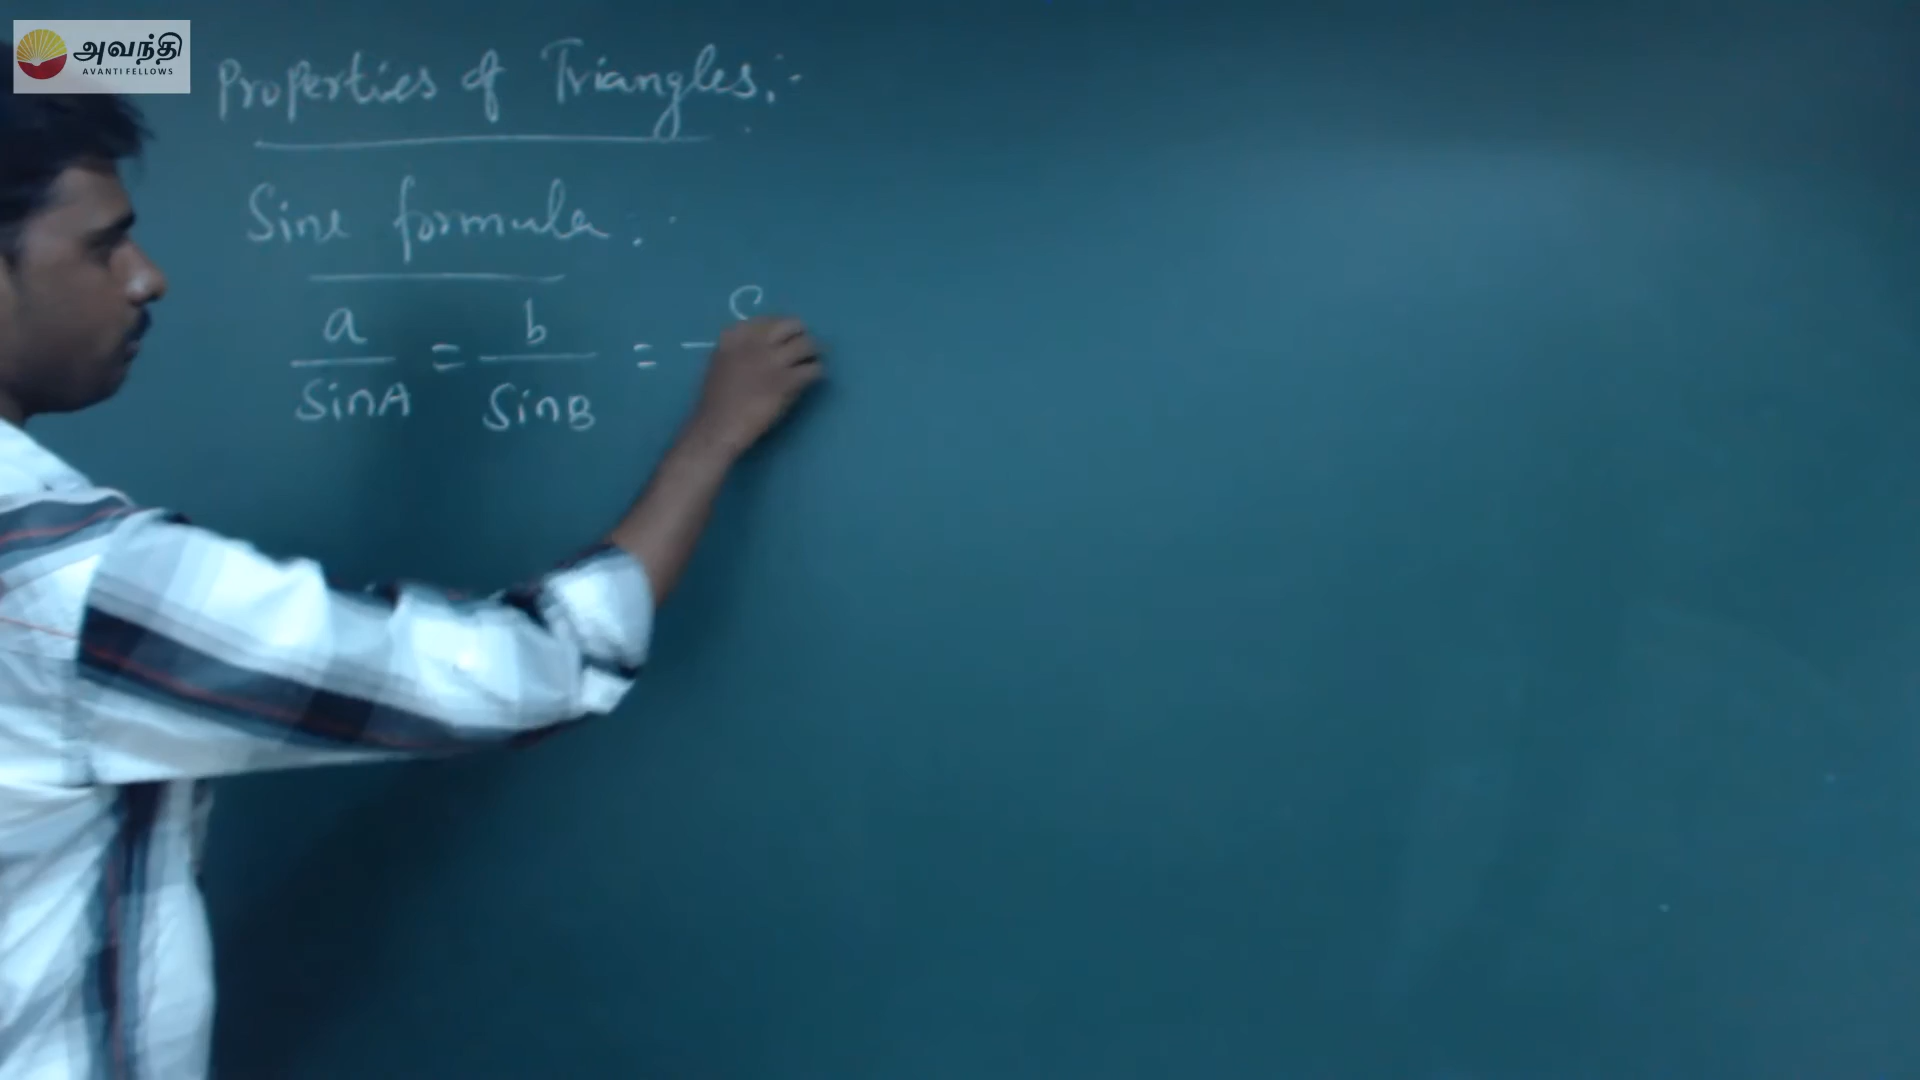 அவந்தி
AVANTI FELLOWS
Properties of Triangles:-
Sine formula:-
a/SinA = b/SinB =